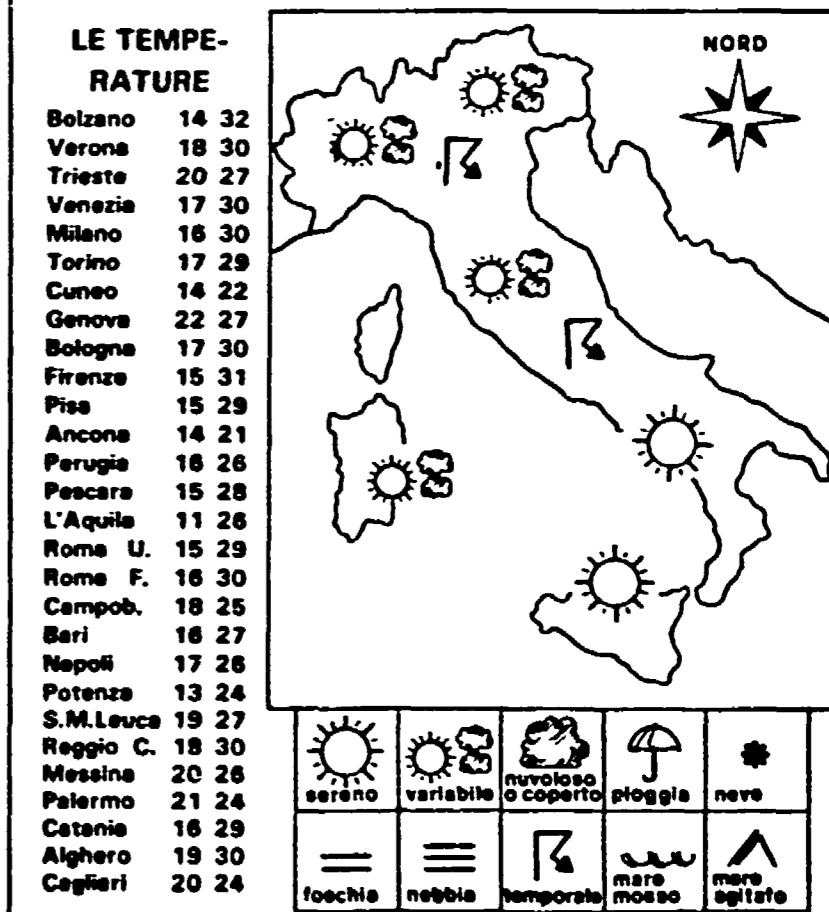 LE TEMPE-
RATURE
Bolzano 14 32
Verona 18 30
Trieste 20 27
Venezia 17 30
Milano 16 30
Torino 17 29
Cuneo 14 22
Genova 22 27
Bologna 17 30
Firenze 15 31
Pisa 15 29
Ancona 14 21
Perugia 16 26
Pescara 15 28
L'Aquila 11 26
Roma U. 15 29
Roma F. 16 30
Campob. 18 25
Bari 16 27
Napoli 17 26
Potenza 13 24
S.M.Leuca 19 27
Reggio C. 18 30
Messina 20 26
Palermo 21 24
Catania 16 29
Alghero 19 30
Cagliari 20 24
NORD
sereno
variabile
nuvoloso
o coperto
pioggia
neve
foschia
nebbia
temporale
mare
mosso
mare
agitato